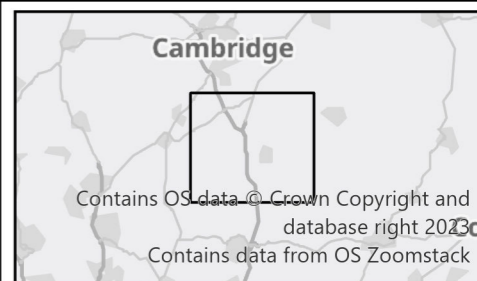 Cambridge
Contains OS data © Crown Copyright and
database right 2023
Contains data from OS Zoomstack